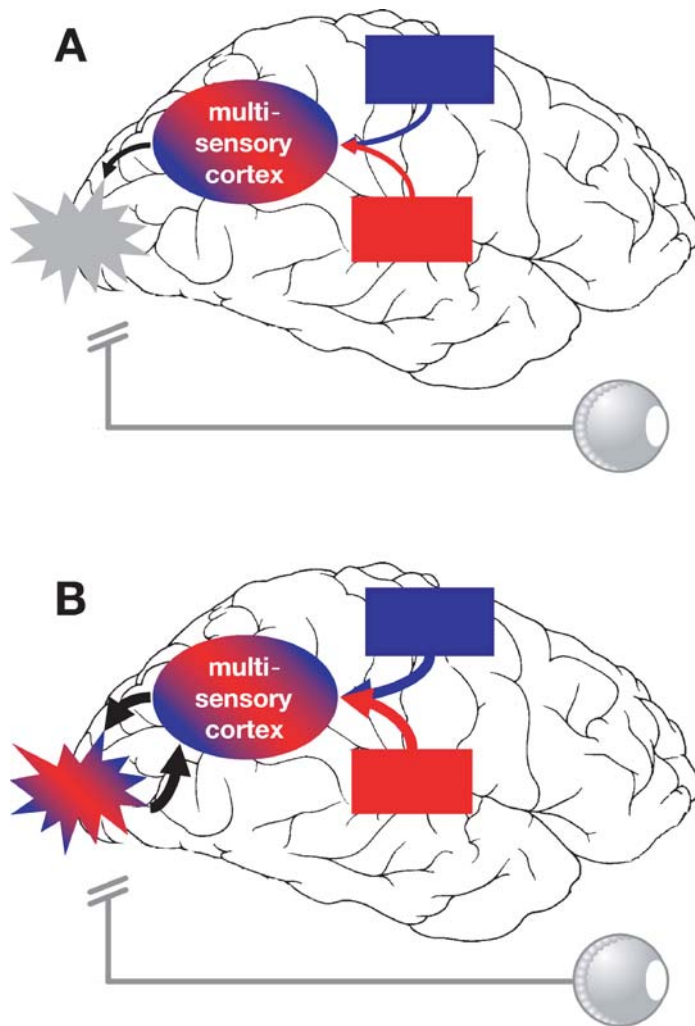 A
multi-
sensory
cortex
B
multi-
sensory
cortex